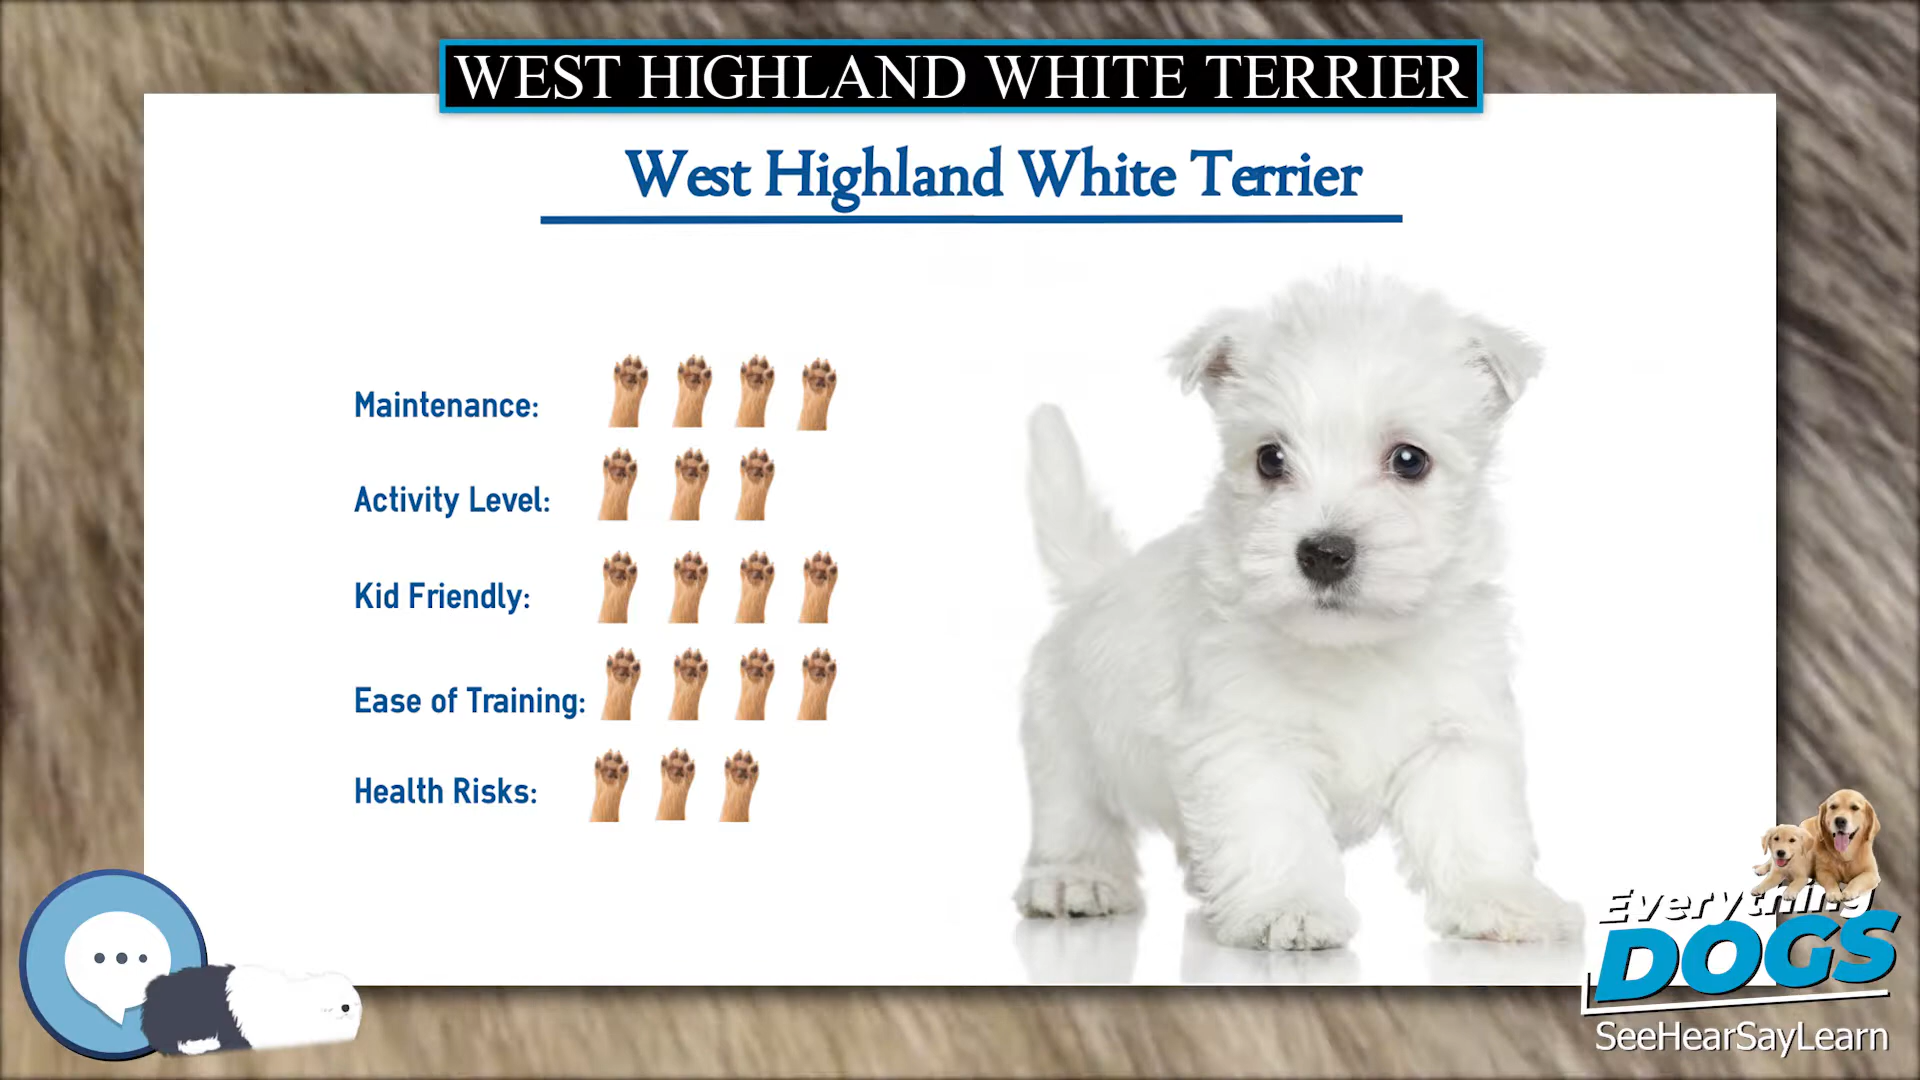 WEST HIGHLAND WHITE TERRIER
West Highland White Terrier
Maintenance:
Activity Level:
Kid Friendly:
Ease of Training:
Health Risks:
Everything
DOGS
SeeHearSayLearn